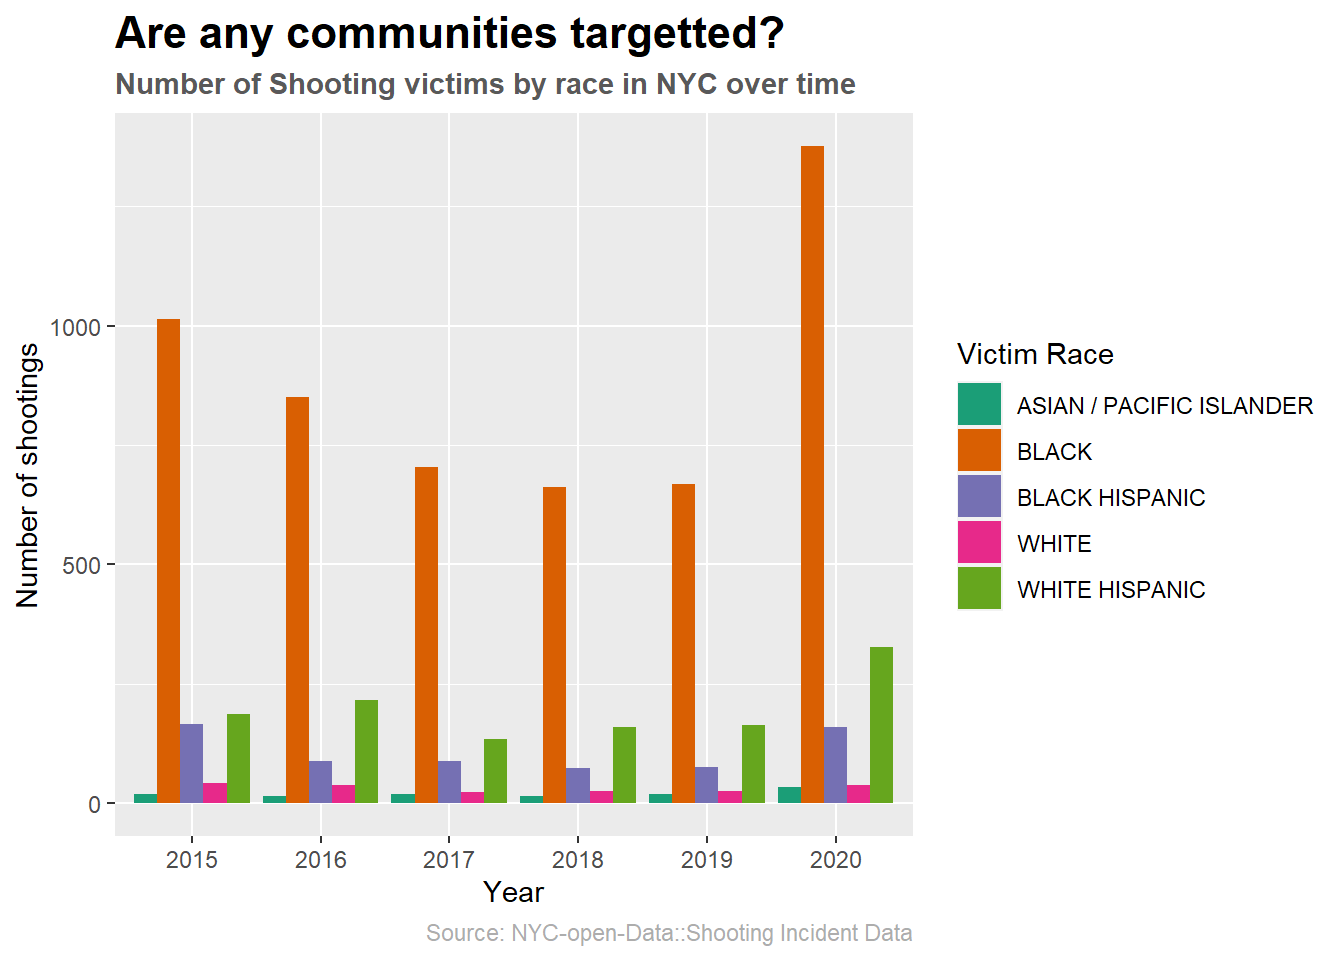 Are any communities targetted?
Number of Shooting victims by race in NYC over time
Number of shootings
1000
500
0
2015 2016 2017 2018 2019 2020
Year
Victim Race
ASIAN / PACIFIC ISLANDER
BLACK
BLACK HISPANIC
WHITE
WHITE HISPANIC
Source: NYC-open-Data::Shooting Incident Data